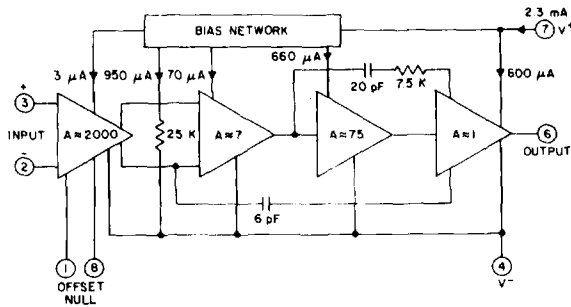 BIAS NETWORK
2.3 mA
7 V+
3 μA
950 μA
70 μA
660 μA
600 μA
20 pF
7.5 K
+
3
INPUT
-
2
A≈2000
25 K
A≈7
A≈75
A≈1
6
OUTPUT
6 pF
1
8
OFFSET
NULL
4
V-